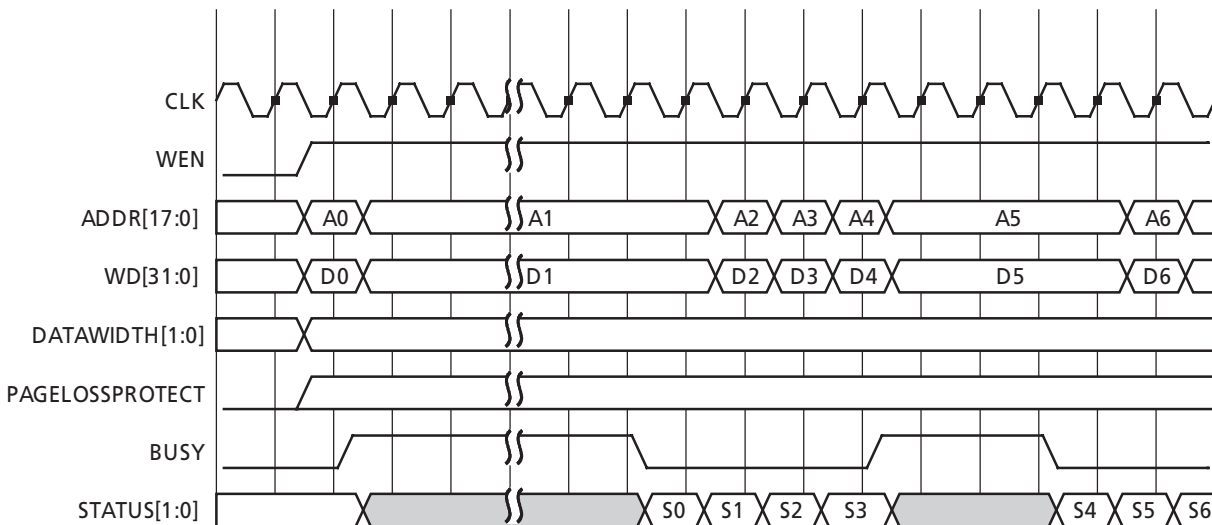 CLK
WEN
ADDR[17:0] A0 A1 A2 A3 A4 A5 A6
WD[31:0] D0 D1 D2 D3 D4 D5 D6
DATAWIDTH[1:0]
PAGELOSSPROTECT
BUSY
STATUS[1:0] S0 S1 S2 S3 S4 S5 S6